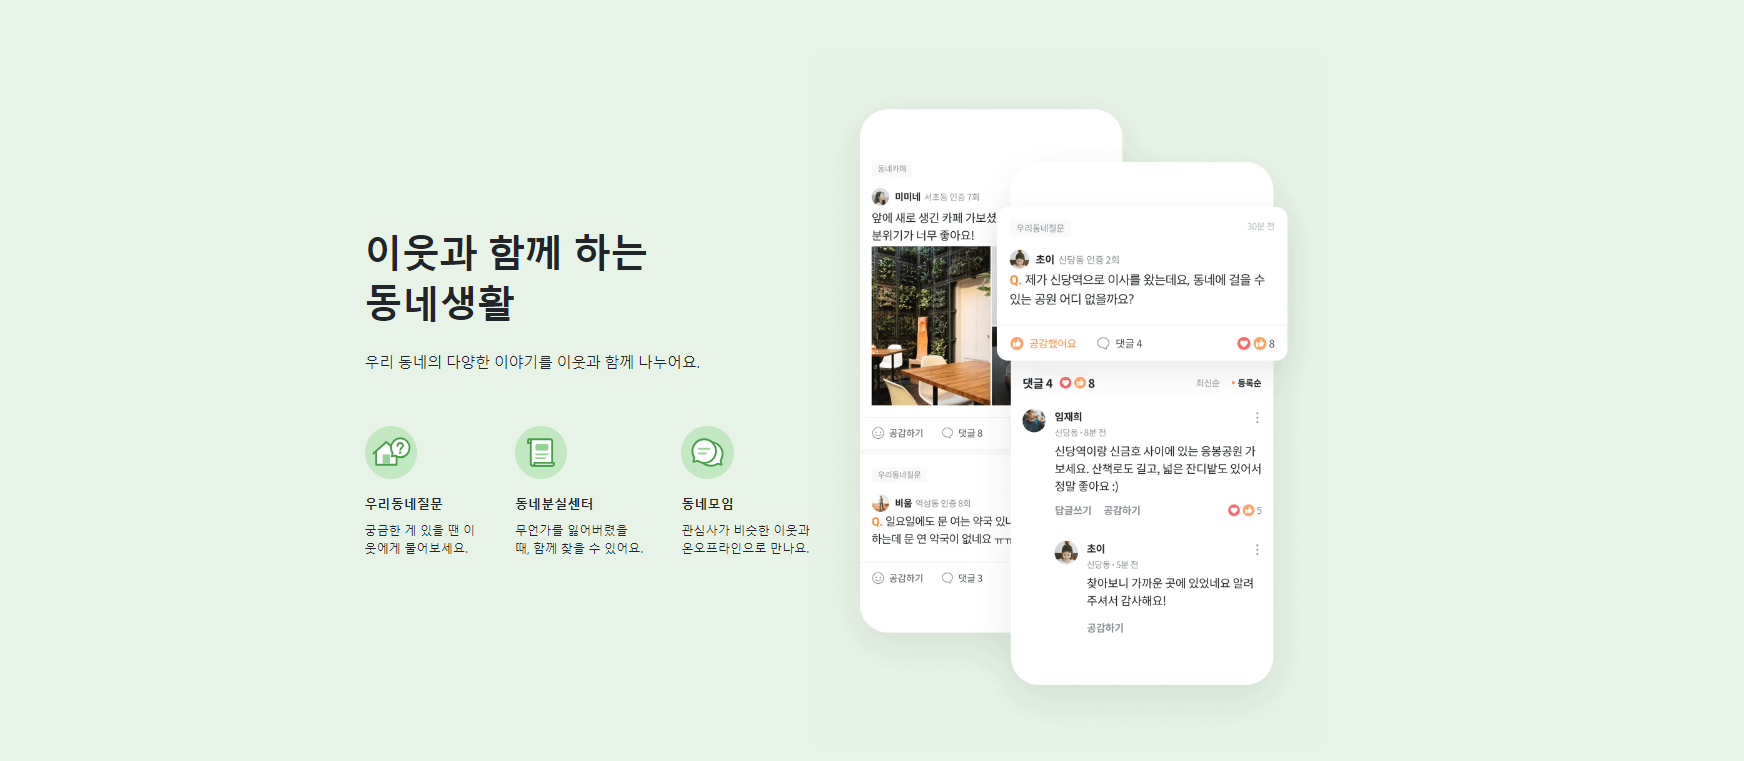 이웃과 함께 하는
동네생활
우리 동네의 다양한 이야기를 이웃과 함께 나누어요.
우리동네질문
궁금한 게 있을 땐 이
웃에게 물어보세요.
동네분실센터
무언가를 잃어버렸을
때, 함께 찾을 수 있어요.
동네모임
관심사가 비슷한 이웃과
온오프라인으로 만나요.
동네카페
미미네 서초동 인증 7회
앞에 새로 생긴 카페 가보셨
분위기가 너무 좋아요!
공감하기 댓글 8
우리동네질문
비움 역삼동 인증 8회
Q. 일요일에도 문 여는 약국 있나
하는데 문 연 약국이 없네요 ㅠㅠ
공감하기 댓글 3
우리동네질문 30분 전
초이 신당동 인증 2회
Q. 제가 신당역으로 이사를 왔는데요, 동네에 걸을 수
있는 공원 어디 없을까요?
공감했어요 댓글 4 8
댓글 4 8 최신순 • 등록순
임재희
신당동 · 8분 전
신당역이랑 신금호 사이에 있는 응봉공원 가
보세요. 산책로도 길고, 넓은 잔디밭도 있어서
정말 좋아요 :)
답글쓰기 공감하기 5
초이
신당동 · 5분 전
찾아보니 가까운 곳에 있었네요 알려
주셔서 감사해요!
공감하기